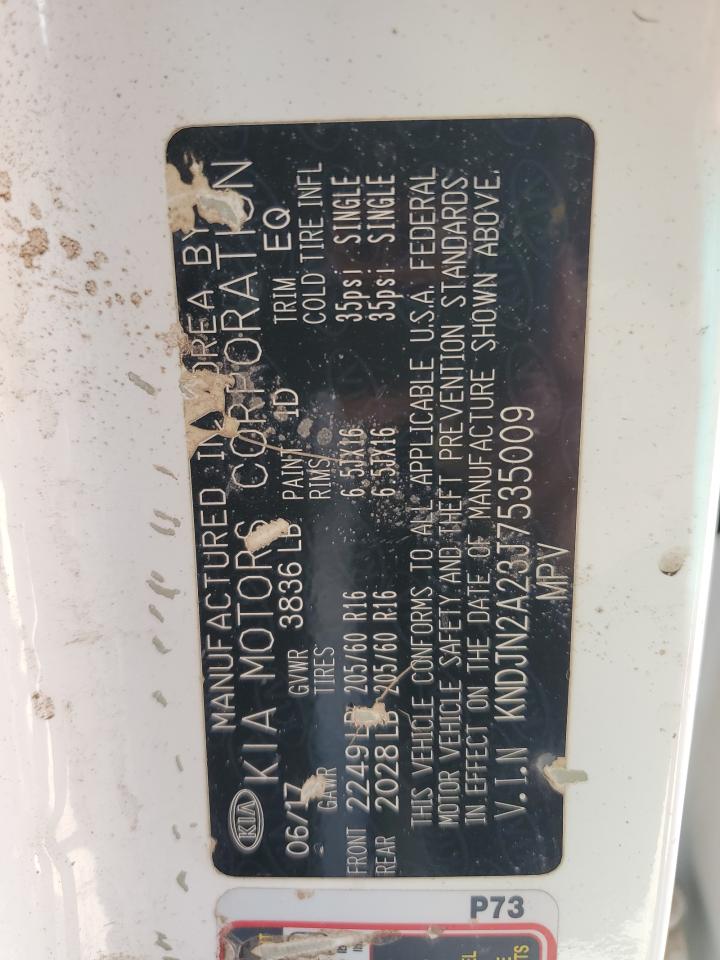 MANUFACTURED IN KOREA BY
KIA KIA MOTORS CORPORATION
06/17 GVWR 3836 LB PAINT 1D TRIM EQ
GAWR TIRES RIMS COLD TIRE INFL
FRONT 2249 LB 205/60 R16 6.5JX16 35psi SINGLE
REAR 2028 LB 205/60 R16 6.5JX16 35psi SINGLE
THIS VEHICLE CONFORMS TO ALL APPLICABLE U.S.A. FEDERAL
MOTOR VEHICLE SAFETY AND THEFT PREVENTION STANDARDS
IN EFFECT ON THE DATE OF MANUFACTURE SHOWN ABOVE.
V.I.N KNDJN2A23J7535009
MPV
P73